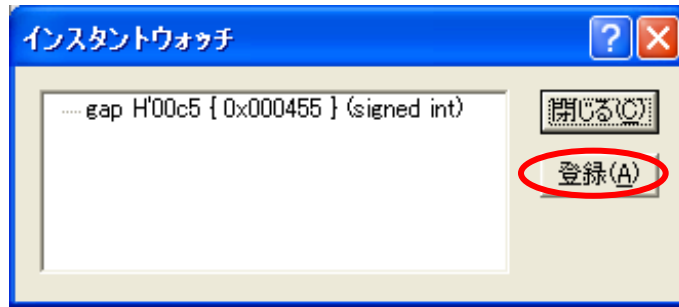 インスタントウォッチ
gap H'00c5 { 0x000455 } (signed int)
閉じる(C)
登録(A)